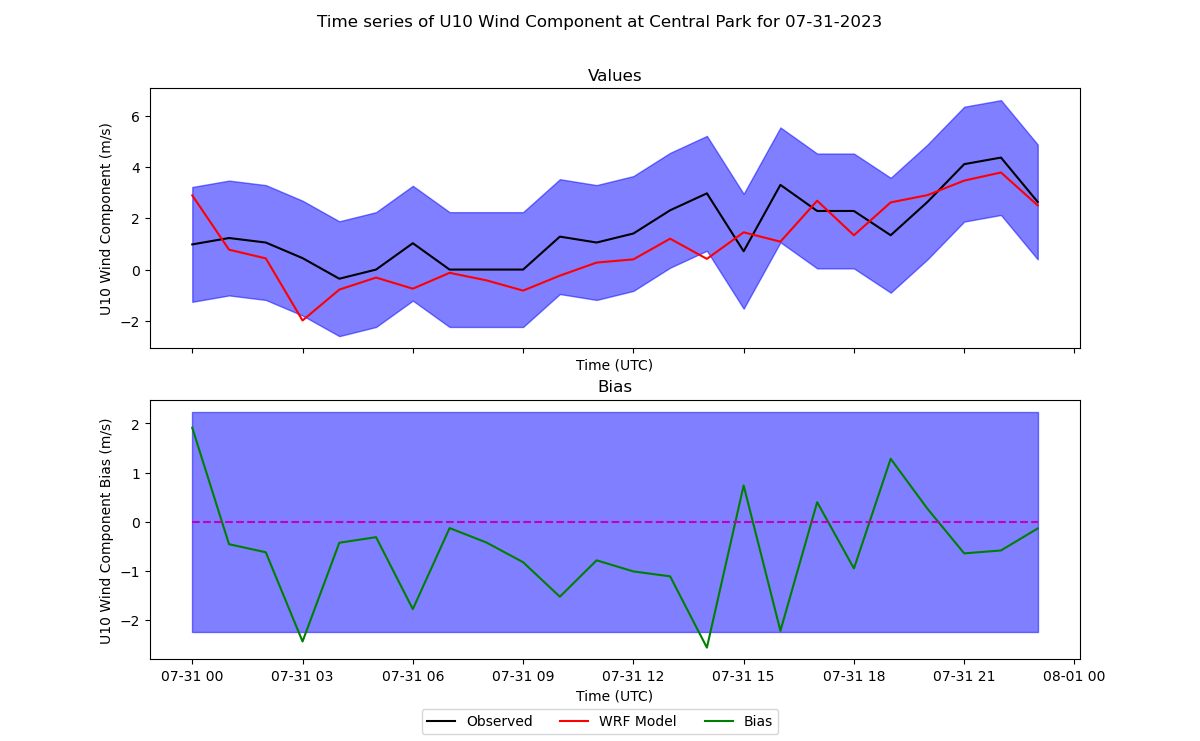 Time series of U10 Wind Component at Central Park for 07-31-2023
Values
U10 Wind Component (m/s)
6
4
2
0
−2
Time (UTC)
Bias
U10 Wind Component Bias (m/s)
2
1
0
−1
−2
07-31 00 07-31 03 07-31 06 07-31 09 07-31 12 07-31 15 07-31 18 07-31 21 08-01 00
Time (UTC)
Observed WRF Model Bias